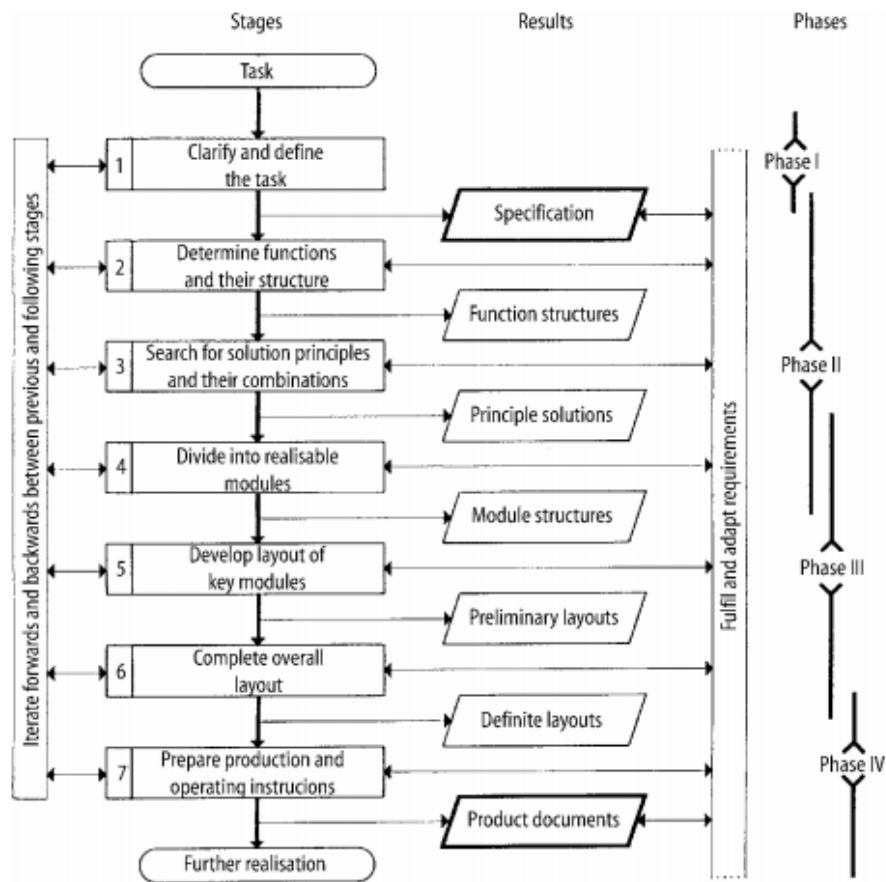 Stages
Results
Phases
Task
1
Clarify and define
the task
Phase I
Specification
2
Determine functions
and their structure
Function structures
3
Search for solution principles
and their combinations
Phase II
Principle solutions
4
Divide into realisable
modules
Module structures
5
Develop layout of
key modules
Phase III
Preliminary layouts
6
Complete overall
layout
Definite layouts
7
Prepare production and
operating instrucions
Phase IV
Product documents
Further realisation
Iterate forwards and backwards between previous and following stages
Fulfil and adapt requirements